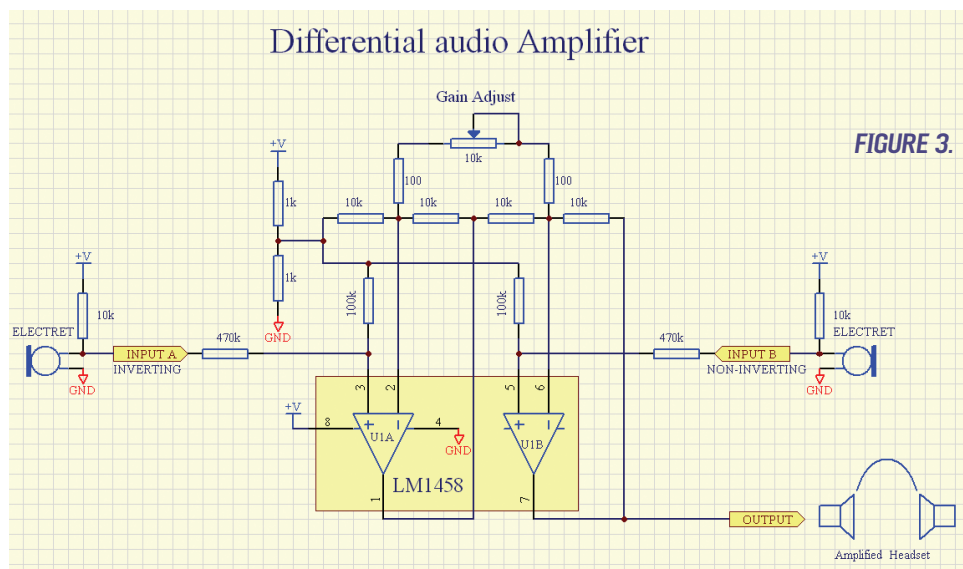 Differential audio Amplifier
Gain Adjust
FIGURE 3.
10k
+V
100
100
1k
10k
10k
10k
10k
+V
+V
1k
100k
100k
10k
10k
ELECTRET
ELECTRET
GND
470k
470k
INPUT A
INPUT B
INVERTING
NON-INVERTING
GND
GND
3
2
5
6
+V
8
4
U1A
U1B
GND
LM1458
1
7
OUTPUT
Amplified Headset